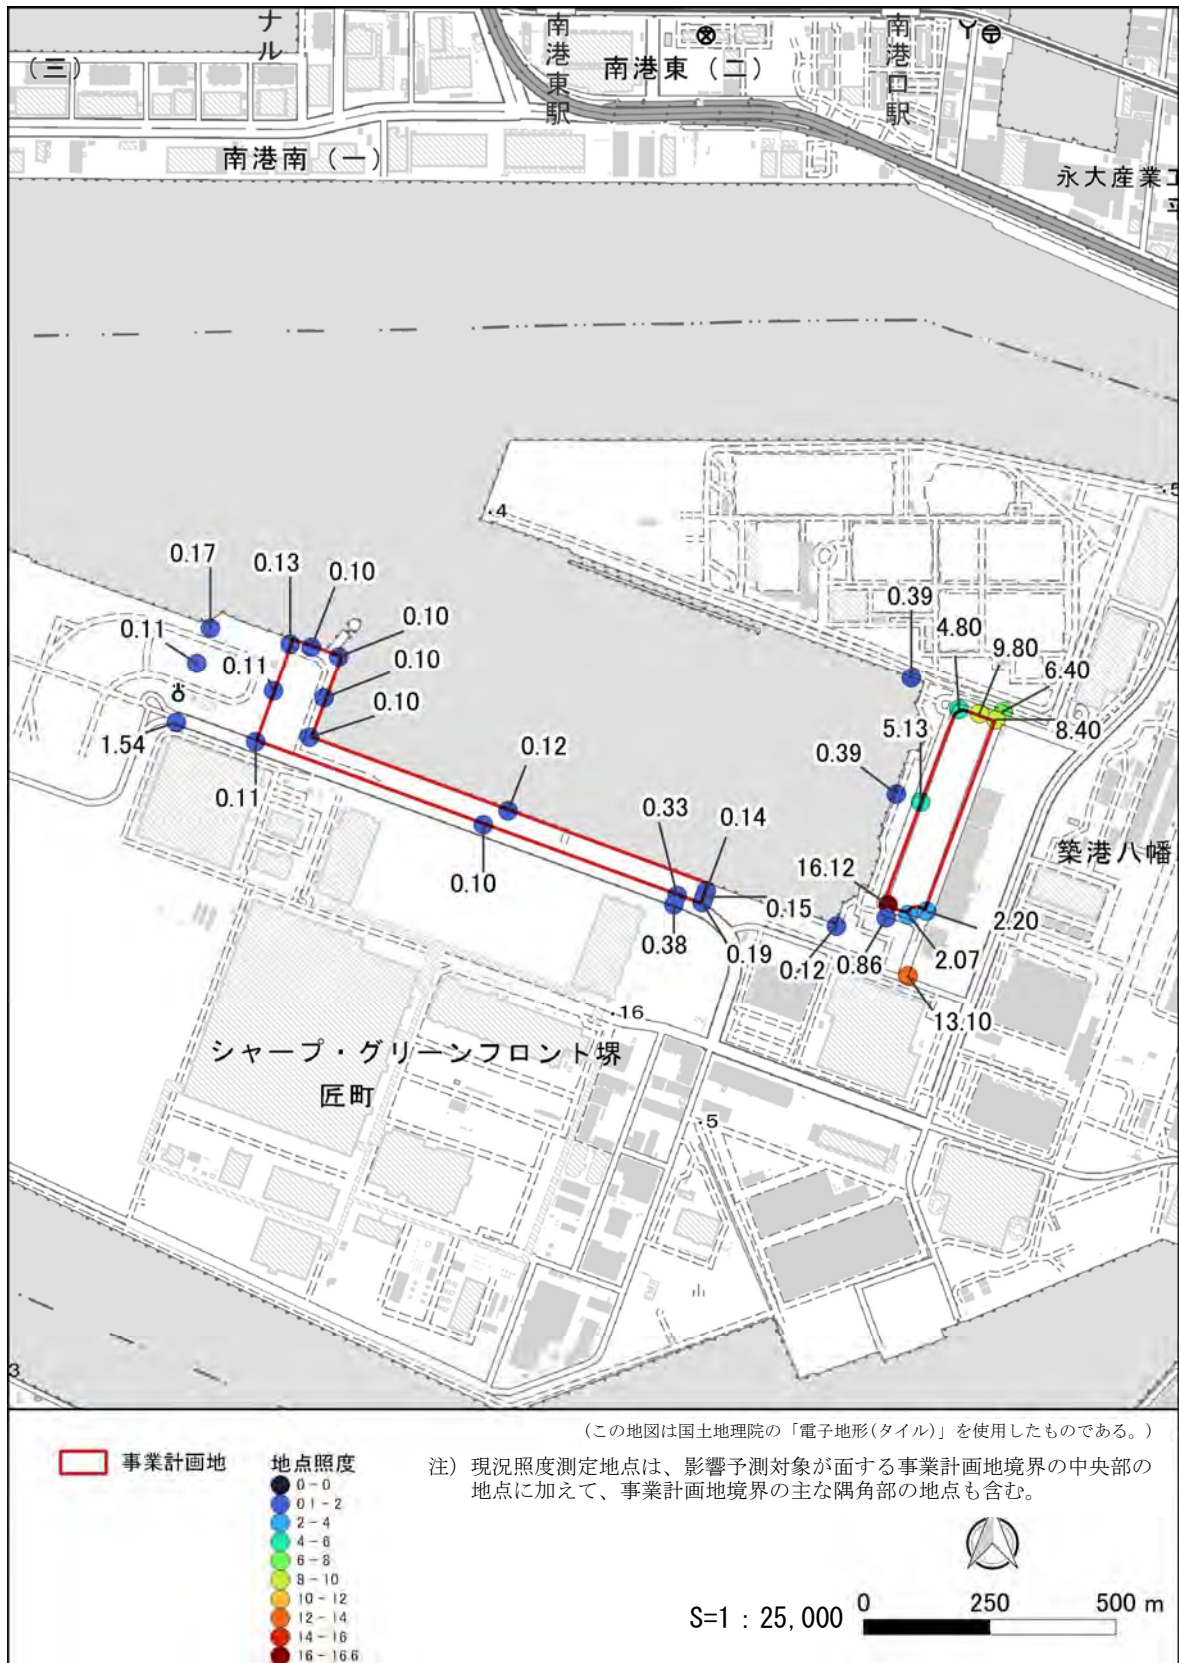 ナル
南港東駅
南港口駅
(三)
南港東 (二)
南港南 (一)
永大産業工
平
.5
.4
0.17
0.13
0.10
0.39
4.80
0.11
0.10
9.80
0.11
0.10
6.40
0.10
5.13
8.40
1.54
0.12
0.39
0.11
0.33
0.14
築港八幡
0.10
16.12
0.15
2.20
0.38
0.19
0.12
0.86
2.07
13.10
.16
シャープ・グリーンフロント堺
匠町
.5
3
(この地図は国土地理院の「電子地形(タイル)」を使用したものである。)
事業計画地
地点照度
0-0
01-2
2-4
4-6
6-8
8-10
10-12
12-14
14-16
16-16.6
注) 現況照度測定地点は、影響予測対象が面する事業計画地境界の中央部の
地点に加えて、事業計画地境界の主な隅角部の地点も含む。
S=1:25,000
0 250 500 m